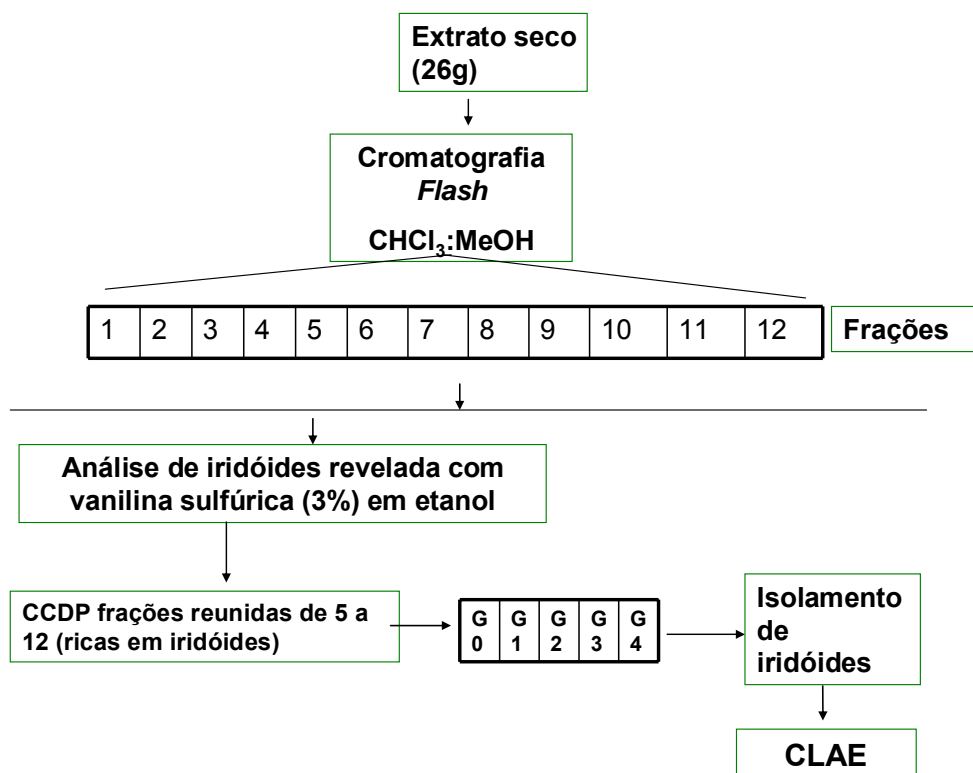 Extrato seco
(26g)
Cromatografia
Flash
CHCl₃:MeOH
1 2 3 4 5 6 7 8 9 10 11 12
Frações
Análise de iridóides revelada com
vanilina sulfúrica (3%) em etanol
CCDP frações reunidas de 5 a
12 (ricas em iridóides)
G G G G G
0 1 2 3 4
Isolamento
de
iridóides
CLAE